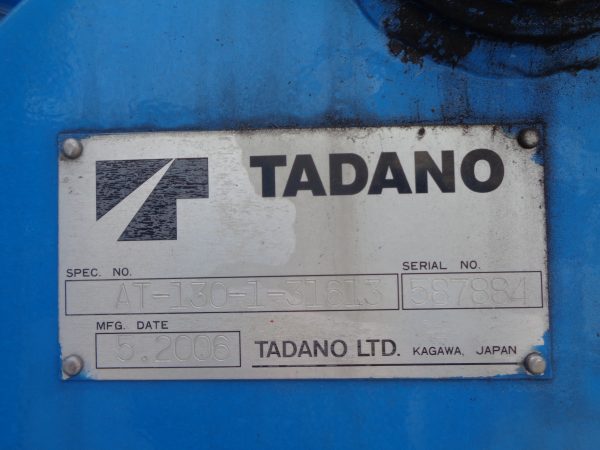 TADANO
SPEC. NO.
SERIAL NO.
AT-130-1-31613
587884
MFG. DATE
5.2006
TADANO LTD. KAGAWA, JAPAN